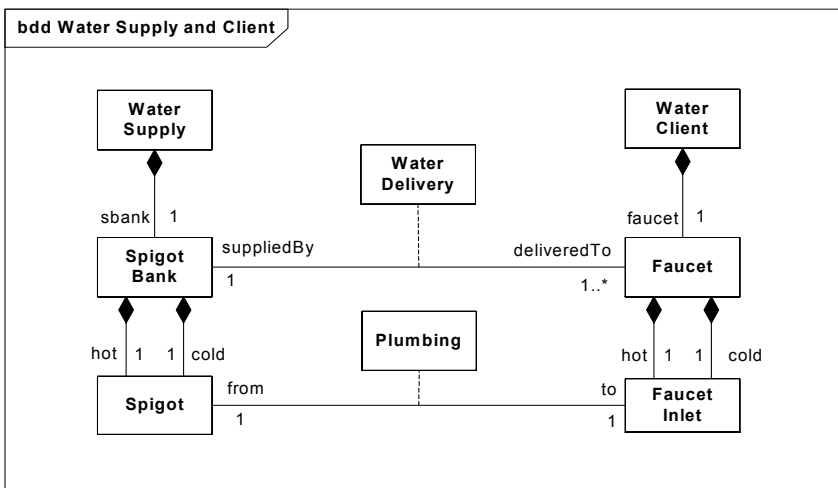 bdd Water Supply and Client
Water
Supply
Water
Client
Water
Delivery
sbank 1
faucet 1
Spigot
Bank
suppliedBy
1
deliveredTo
1..*
Faucet
hot 1 1 cold
Plumbing
hot 1 1 cold
Spigot
from
1
to
1
Faucet
Inlet